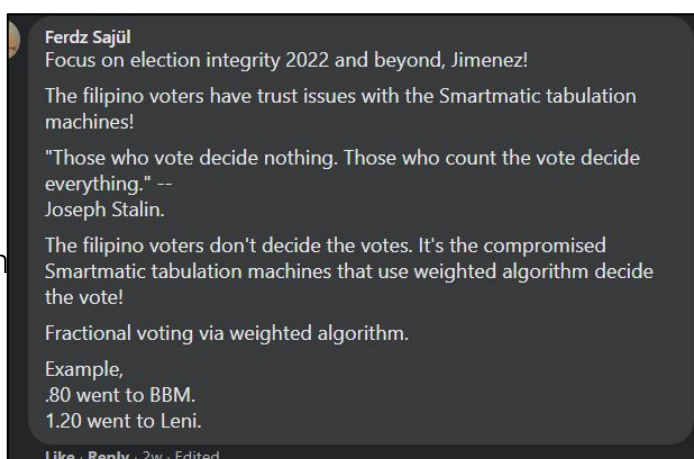 Ferdz Sajül
Focus on election integrity 2022 and beyond, Jimenez!
The filipino voters have trust issues with the Smartmatic tabulation
machines!
"Those who vote decide nothing. Those who count the vote decide
everything." --
Joseph Stalin.
The filipino voters don't decide the votes. It's the compromised
Smartmatic tabulation machines that use weighted algorithm decide
the vote!
Fractional voting via weighted algorithm.
Example,
.80 went to BBM.
1.20 went to Leni.
Like · Reply · 2w · Edited